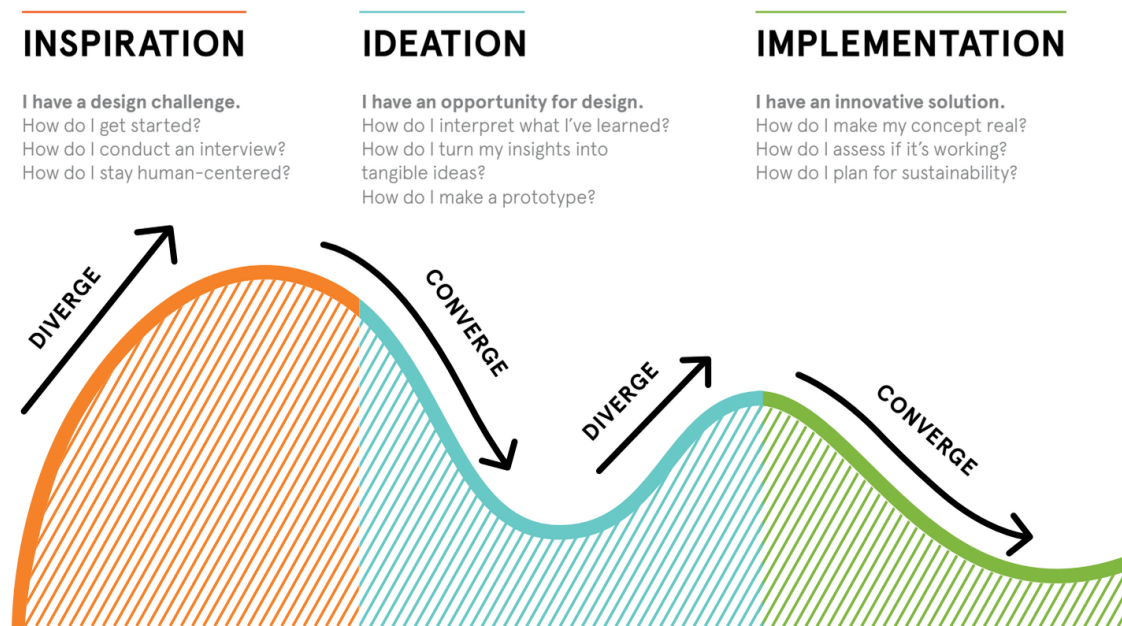 INSPIRATION
I have a design challenge.
How do I get started?
How do I conduct an interview?
How do I stay human-centered?
IDEATION
I have an opportunity for design.
How do I interpret what I’ve learned?
How do I turn my insights into
tangible ideas?
How do I make a prototype?
IMPLEMENTATION
I have an innovative solution.
How do I make my concept real?
How do I assess if it’s working?
How do I plan for sustainability?
DIVERGE
CONVERGE
DIVERGE
CONVERGE